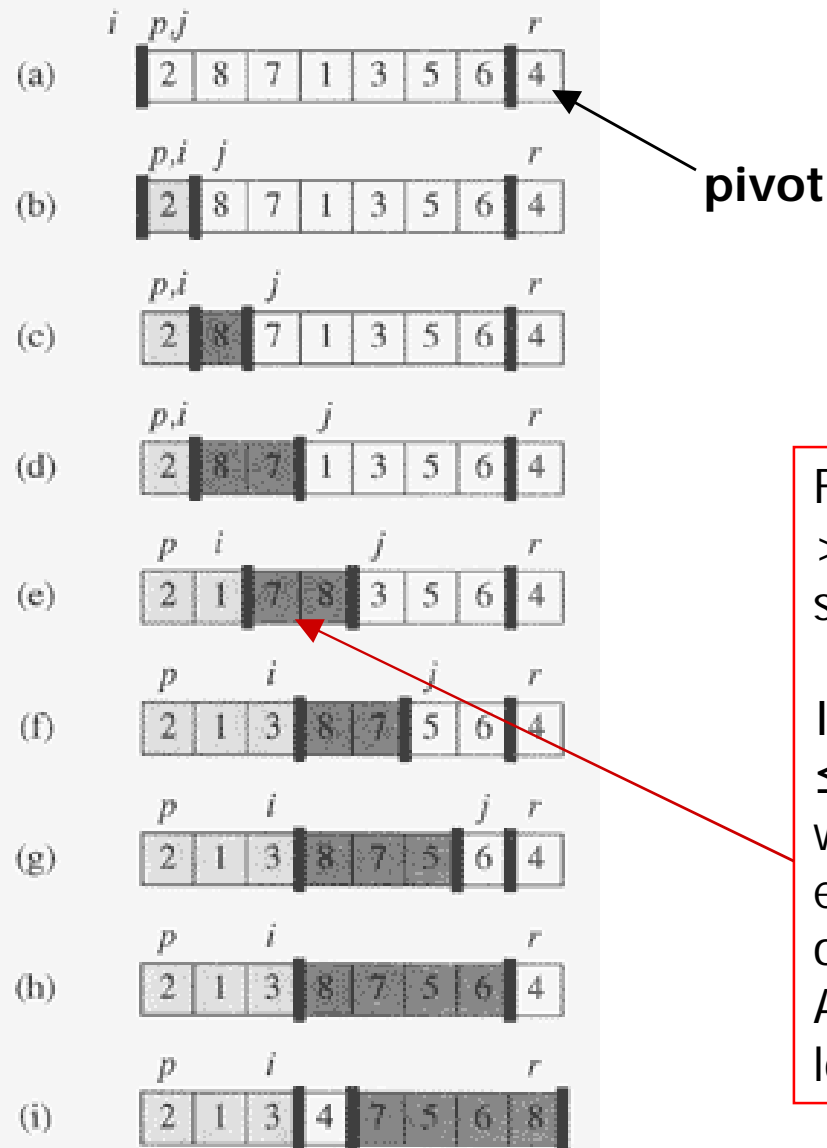 i p,j r
(a) 2 8 7 1 3 5 6 4
pivot
p,i j r
(b) 2 8 7 1 3 5 6 4
p,i j r
(c) 2 8 7 1 3 5 6 4
p,i j r
(d) 2 8 7 1 3 5 6 4
p i j r
(e) 2 1 7 8 3 5 6 4
p i j r
(f) 2 1 3 8 7 5 6 4
p i j r
(g) 2 1 3 8 7 5 6 4
p i r
(h) 2 1 3 8 7 5 6 4
p i r
(i) 2 1 3 4 7 5 6 8
>
≤